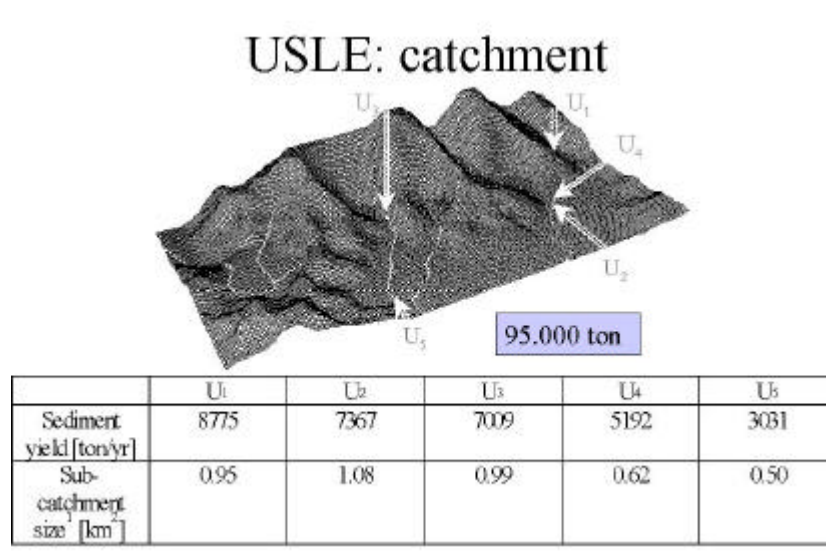 USLE: catchment
U₃ U₁
U₄
U₂
U₅
95.000 ton
U₁ U₂ U₃ U₄ U₅
Sediment yield [ton/yr] 8775 7367 7009 5192 3031
Sub-catchment size¹ [km²] 0.95 1.08 0.99 0.62 0.50